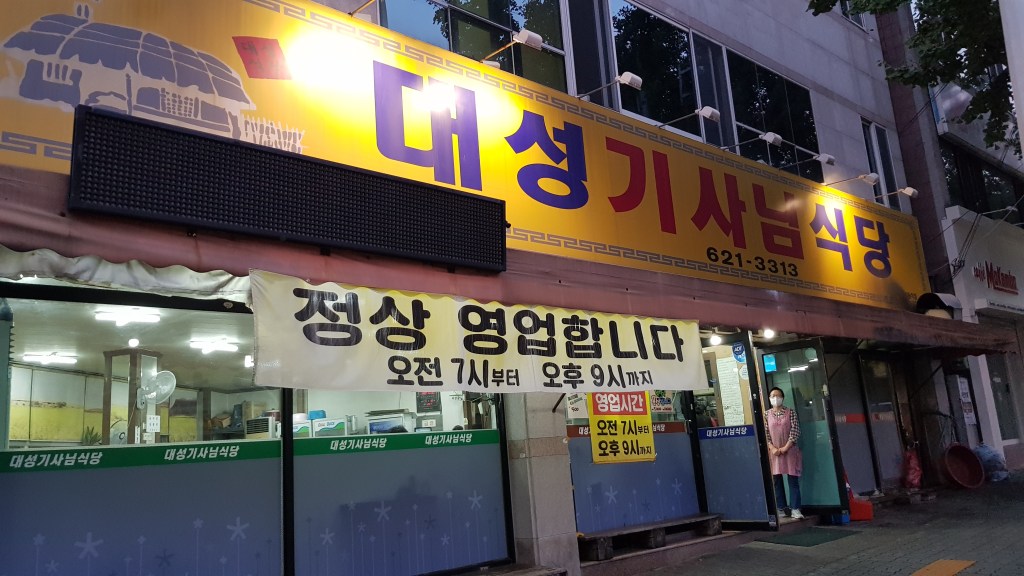 대성기사님식당
621-3313
정상 영업합니다
오전 7시부터 오후 9시까지
영업시간
오전 7시부터
오후 9시까지
대성기사님식당
대성기사님식당
대성기사님식당
대성기사님식당